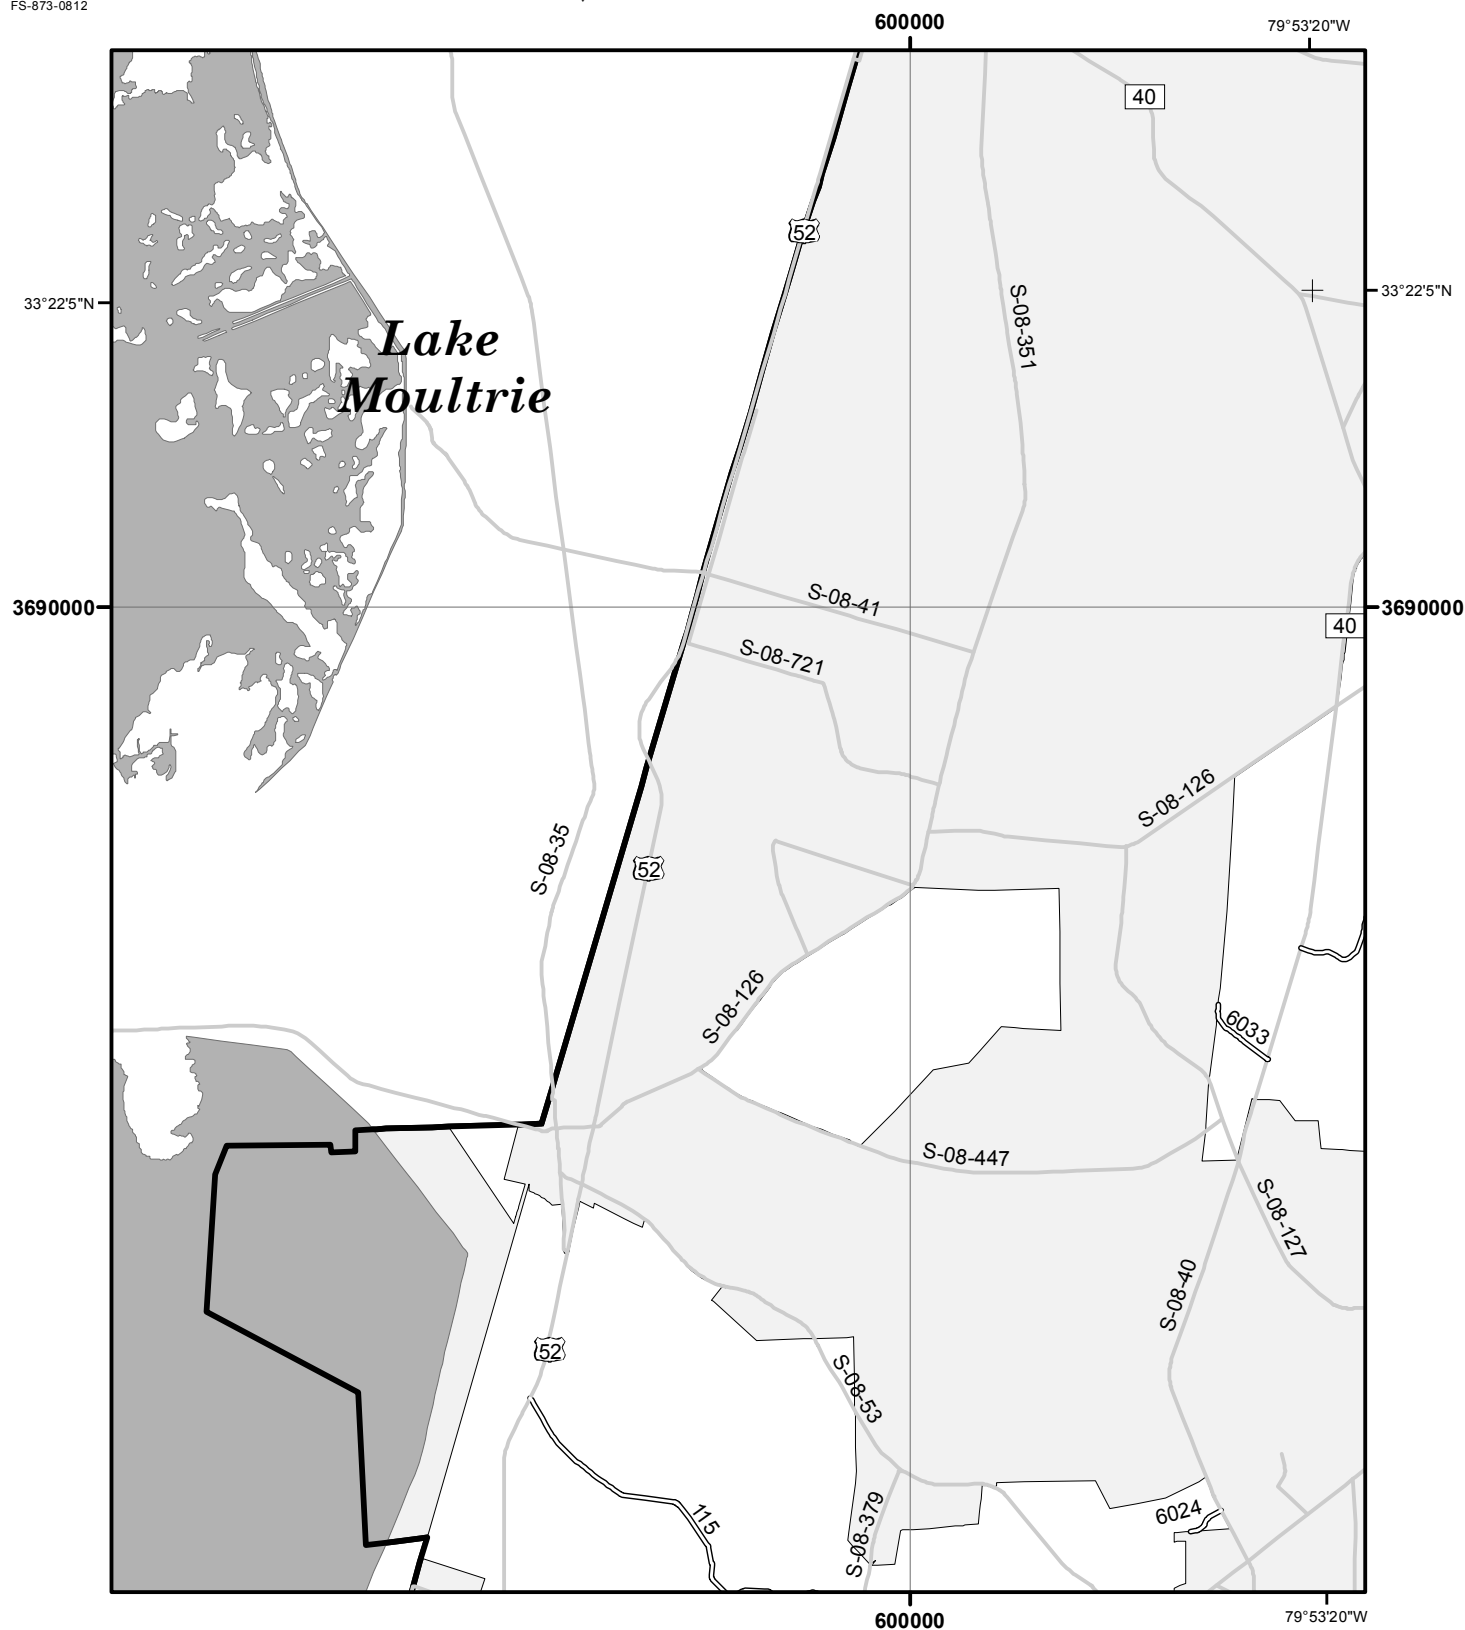 FS-873-0812
600000
79°53'20"W
40
52
33°22'5"N
33°22'5"N
S-08-351
Lake
Moultrie
S-08-41
3690000
3690000
40
S-08-721
S-08-126
S-08-35
52
S-08-126
6033
S-08-447
S-08-127
S-08-40
52
S-08-53
115
S-08-379
6024
600000
79°53'20"W